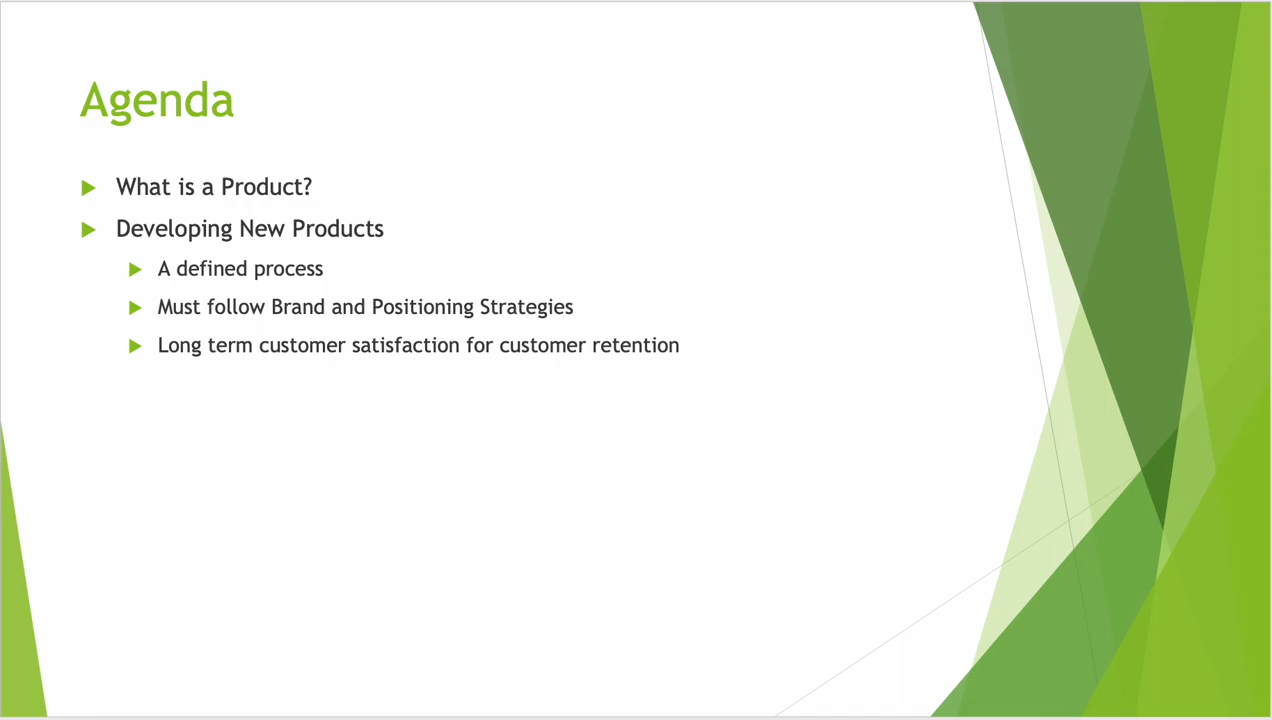 Agenda
What is a Product?
Developing New Products
A defined process
Must follow Brand and Positioning Strategies
Long term customer satisfaction for customer retention